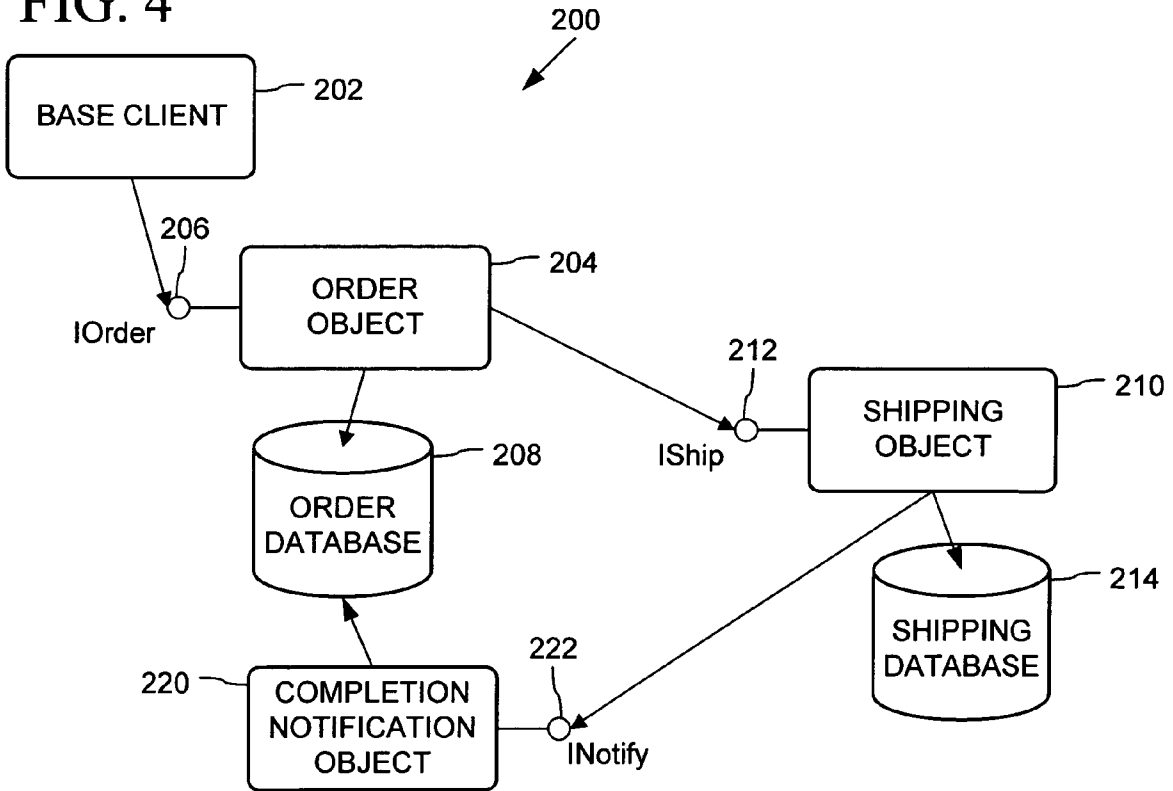 FIG. 4
200
BASE CLIENT
202
206
IOrder
ORDER
OBJECT
204
212
IShip
SHIPPING
OBJECT
210
ORDER
DATABASE
208
SHIPPING
DATABASE
214
220
COMPLETION
NOTIFICATION
OBJECT
222
INotify